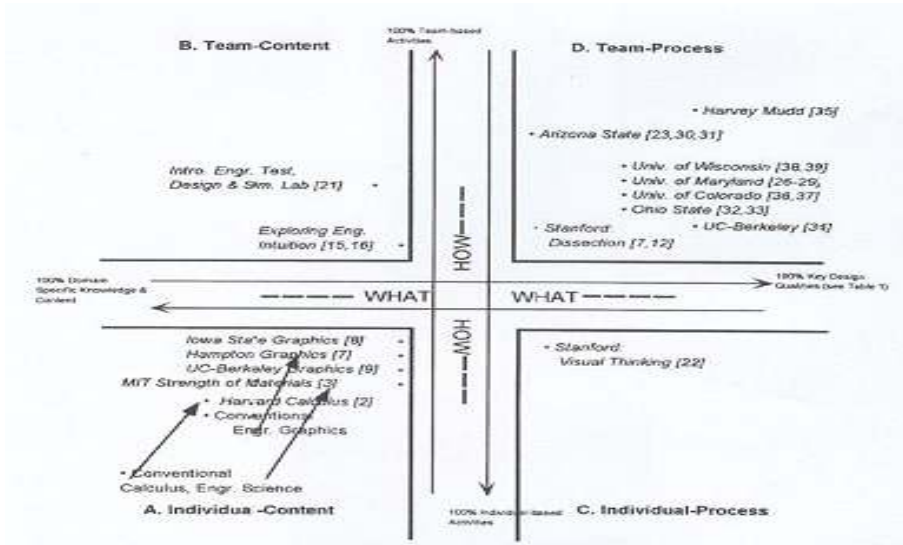 100% Team-based
Activities
B. Team-Content
D. Team-Process
• Harvey Mudd [35]
• Arizona State [23,30,31]
Intro. Engr. Test,
Design & Sim. Lab [21] •
• Univ. of Wisconsin [38,39]
• Univ. of Maryland [26-29]
• Univ. of Colorado [36,37]
• Ohio State [32,33]
Exploring Eng.
Intuition [15,16] •
• Stanford:
Dissection [7,12]
• UC-Berkeley [34]
HOW
100% Domain
Specific Knowledge &
Content
WHAT
WHAT
100% Key Design
Qualities (see Table 1)
HOW
Iowa State Graphics [8] •
Hampton Graphics [7] •
UC-Berkeley Graphics [9] •
MIT Strength of Materials [3] •
• Harvard Calculus [2]
• Conventional
Engr. Graphics
• Stanford:
Visual Thinking [22]
• Conventional
Calculus, Engr. Science
A. Individua -Content
100% Individual-based
Activities
C. Individual-Process